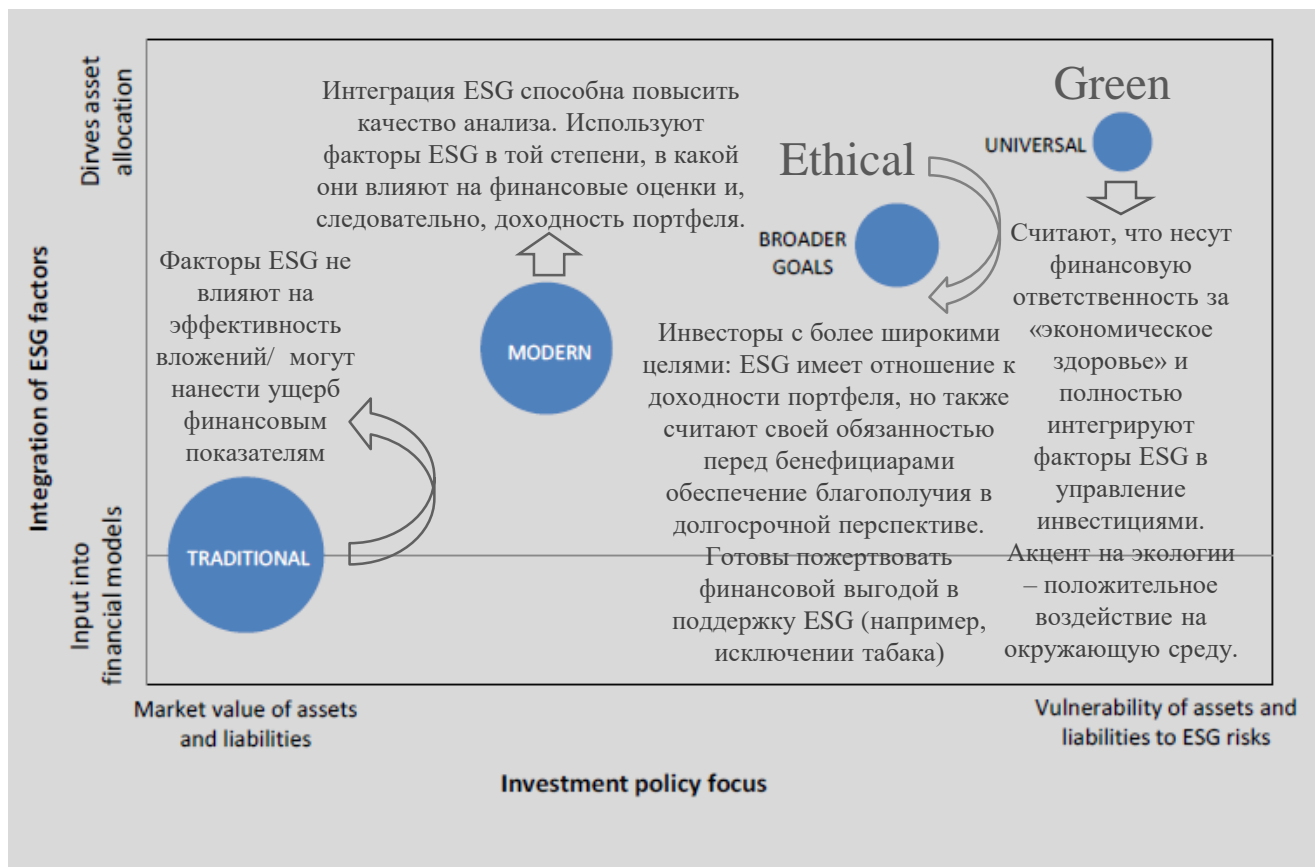 Dirves asset
allocation
Integration of ESG factors
Input into
financial models
Интеграция ESG способна повысить
качество анализа. Используют
факторы ESG в той степени, в какой
они влияют на финансовые оценки и,
следовательно, доходность портфеля.
Green
UNIVERSAL
Ethical
BROADER
GOALS
Факторы ESG не
влияют на
эффективность
вложений/ могут
нанести ущерб
финансовым
показателям
MODERN
TRADITIONAL
Инвесторы с более широкими
целями: ESG имеет отношение к
доходности портфеля, но также
считают своей обязанностью
перед бенефициарами
обеспечение благополучия в
долгосрочной перспективе.
Готовы пожертвовать
финансовой выгодой в
поддержку ESG (например,
исключении табака)
Считают, что несут
финансовую
ответственность за
«экономическое
здоровье» и
полностью
интегрируют
факторы ESG в
управление
инвестициями.
Акцент на экологии
– положительное
воздействие на
окружающую среду.
Market value of assets
and liabilities
Vulnerability of assets and
liabilities to ESG risks
Investment policy focus